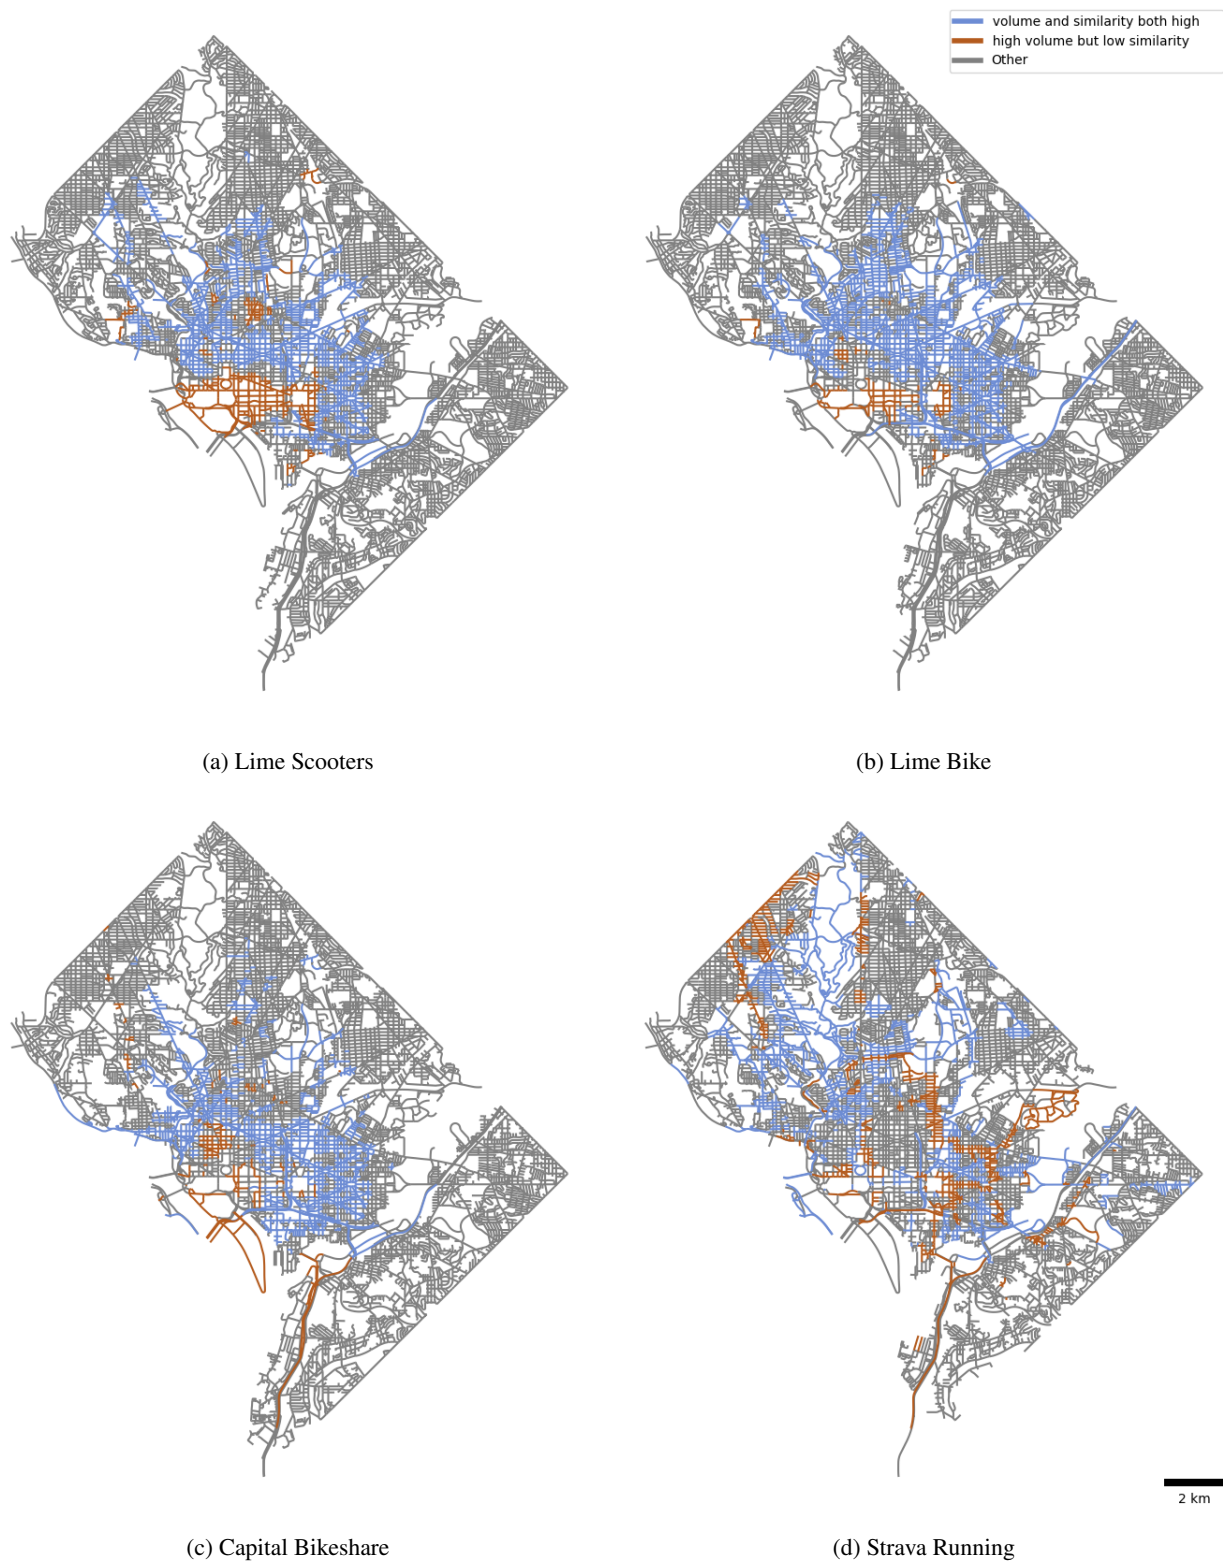 volume and similarity both high
high volume but low similarity
Other
(a) Lime Scooters
(b) Lime Bike
2 km
(c) Capital Bikeshare
(d) Strava Running